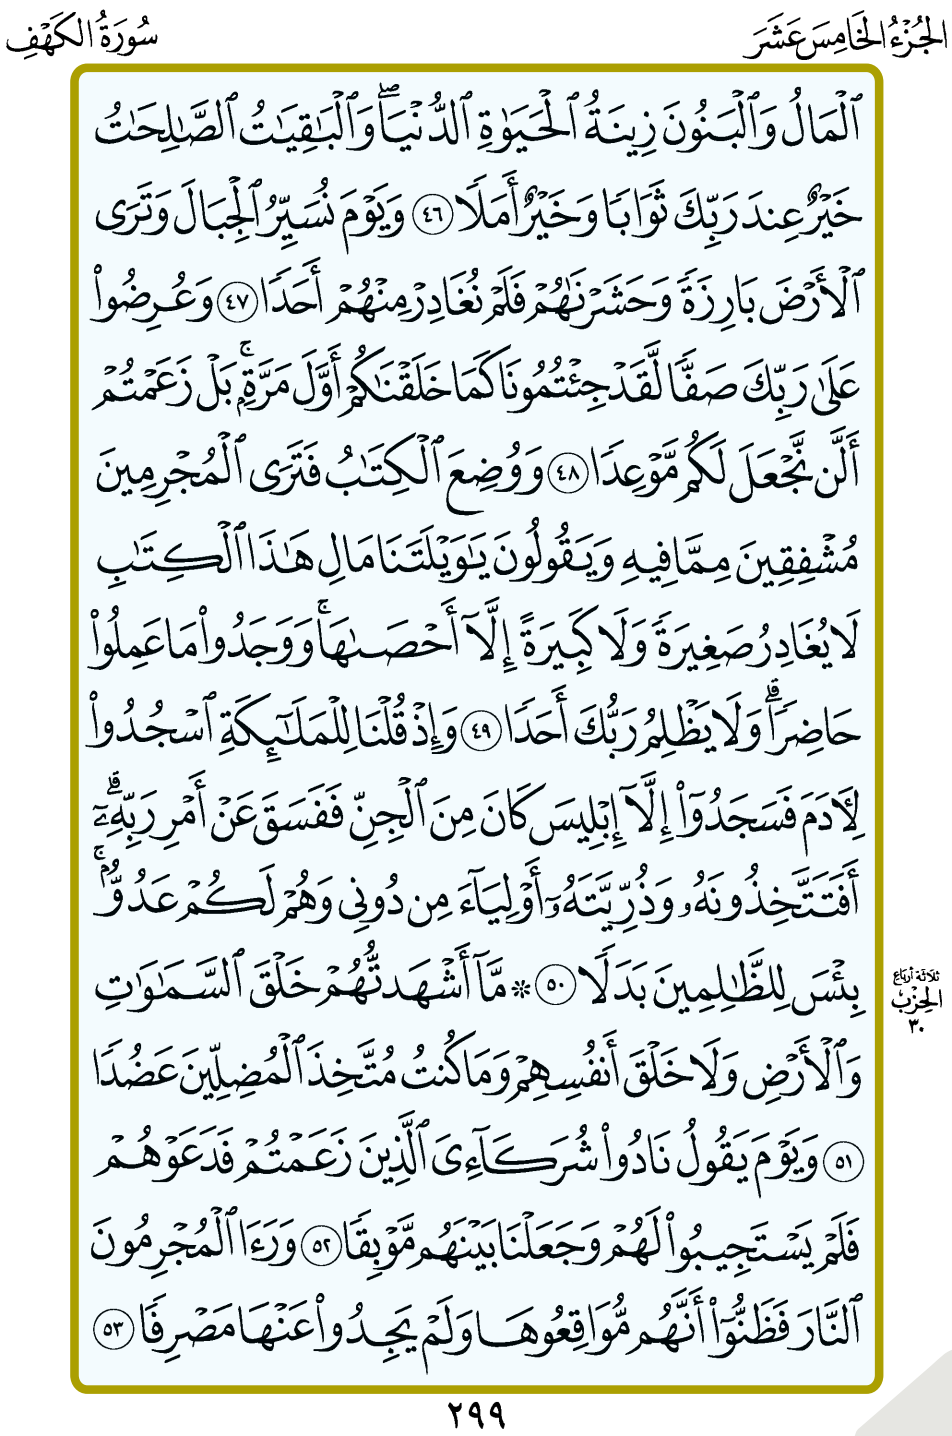 الجُزْءُ الخَامِسَ عَشَرَ
سُورَةُ الكَهْفِ
ٱلْمَالُ وَٱلْبَنُونَ زِينَةُ ٱلْحَيَوٰةِ ٱلدُّنْيَاۖ وَٱلْبَٰقِيَٰتُ ٱلصَّٰلِحَٰتُ
خَيْرٌ عِندَ رَبِّكَ ثَوَابًا وَخَيْرٌ أَمَلًا ٤٦ وَيَوْمَ نُسَيِّرُ ٱلْجِبَالَ وَتَرَى
ٱلْأَرْضَ بَارِزَةً وَحَشَرْنَٰهُمْ فَلَمْ نُغَادِرْ مِنْهُمْ أَحَدًا ٤٧ وَعُرِضُوا۟
عَلَىٰ رَبِّكَ صَفًّا لَّقَدْ جِئْتُمُونَا كَمَا خَلَقْنَٰكُمْ أَوَّلَ مَرَّةٍۭۚ بَلْ زَعَمْتُمْ
أَلَّن نَّجْعَلَ لَكُم مَّوْعِدًا ٤٨ وَوُضِعَ ٱلْكِتَٰبُ فَتَرَى ٱلْمُجْرِمِينَ
مُشْفِقِينَ مِمَّا فِيهِ وَيَقُولُونَ يَٰوَيْلَتَنَا مَالِ هَٰذَا ٱلْكِتَٰبِ
لَا يُغَادِرُ صَغِيرَةً وَلَا كَبِيرَةً إِلَّآ أَحْصَىٰهَاۚ وَوَجَدُوا۟ مَا عَمِلُوا۟
حَاضِرًاۗ وَلَا يَظْلِمُ رَبُّكَ أَحَدًا ٤٩ وَإِذْ قُلْنَا لِلْمَلَٰٓئِكَةِ ٱسْجُدُوا۟
لِءَادَمَ فَسَجَدُوٓا۟ إِلَّآ إِبْلِيسَ كَانَ مِنَ ٱلْجِنِّ فَفَسَقَ عَنْ أَمْرِ رَبِّهِۦٓۗ
أَفَتَتَّخِذُونَهُۥ وَذُرِّيَّتَهُۥٓ أَوْلِيَآءَ مِن دُونِى وَهُمْ لَكُمْ عَدُوٌّۢۚ
بِئْسَ لِلظَّٰلِمِينَ بَدَلًا ٥٠ ۞ مَّآ أَشْهَدتُّهُمْ خَلْقَ ٱلسَّمَٰوَٰتِ
وَٱلْأَرْضِ وَلَا خَلْقَ أَنفُسِهِمْ وَمَا كُنتُ مُتَّخِذَ ٱلْمُضِلِّينَ عَضُدًا
٥١ وَيَوْمَ يَقُولُ نَادُوا۟ شُرَكَآءِىَ ٱلَّذِينَ زَعَمْتُمْ فَدَعَوْهُمْ
فَلَمْ يَسْتَجِيبُوا۟ لَهُمْ وَجَعَلْنَا بَيْنَهُم مَّوْبِقًا ٥٢ وَرَءَا ٱلْمُجْرِمُونَ
ٱلنَّارَ فَظَنُّوٓا۟ أَنَّهُم مُّوَاقِعُوهَا وَلَمْ يَجِدُوا۟ عَنْهَا مَصْرِفًا ٥٣
ثلاثة أرباع
الحِزْب
٣٠
٢٩٩